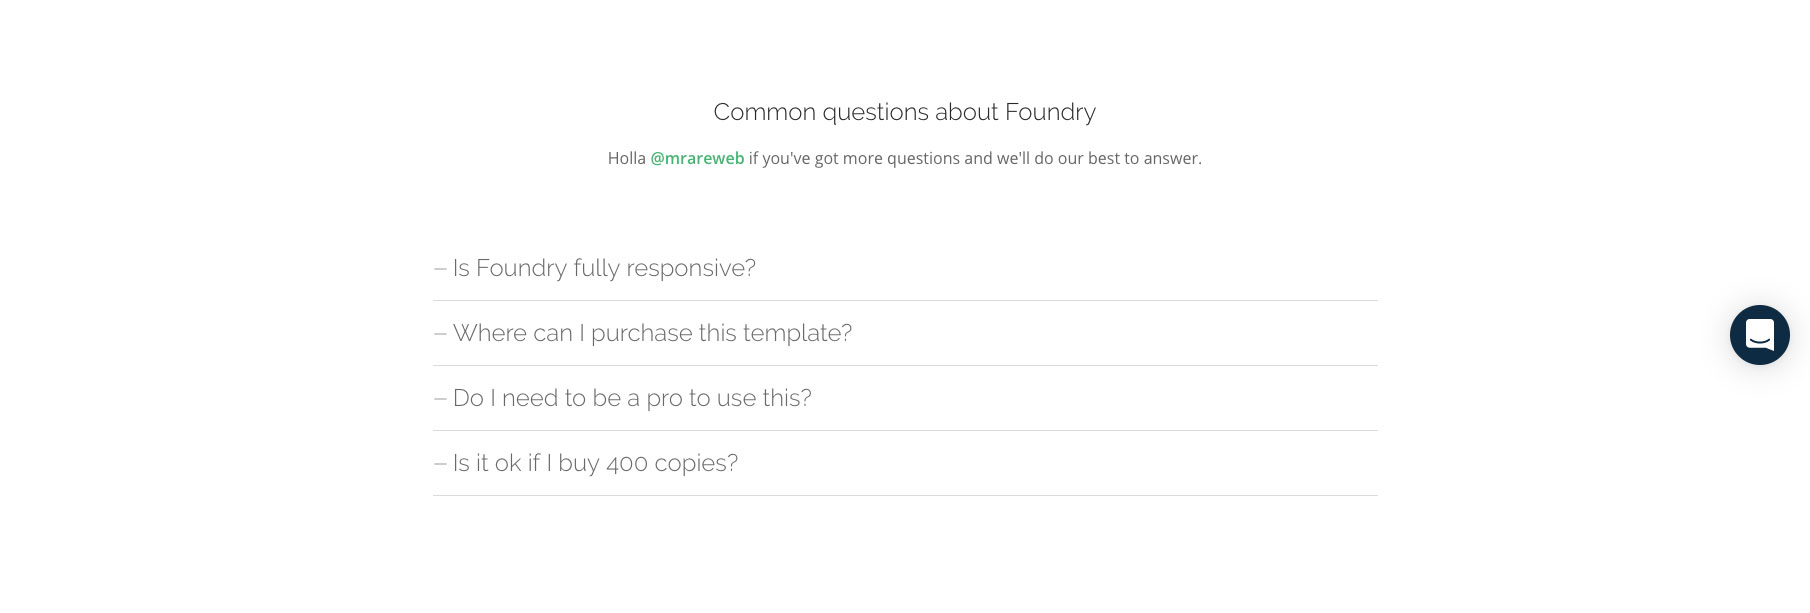 Common questions about Foundry
Holla @mrareweb if you've got more questions and we'll do our best to answer.
– Is Foundry fully responsive?
– Where can I purchase this template?
– Do I need to be a pro to use this?
– Is it ok if I buy 400 copies?